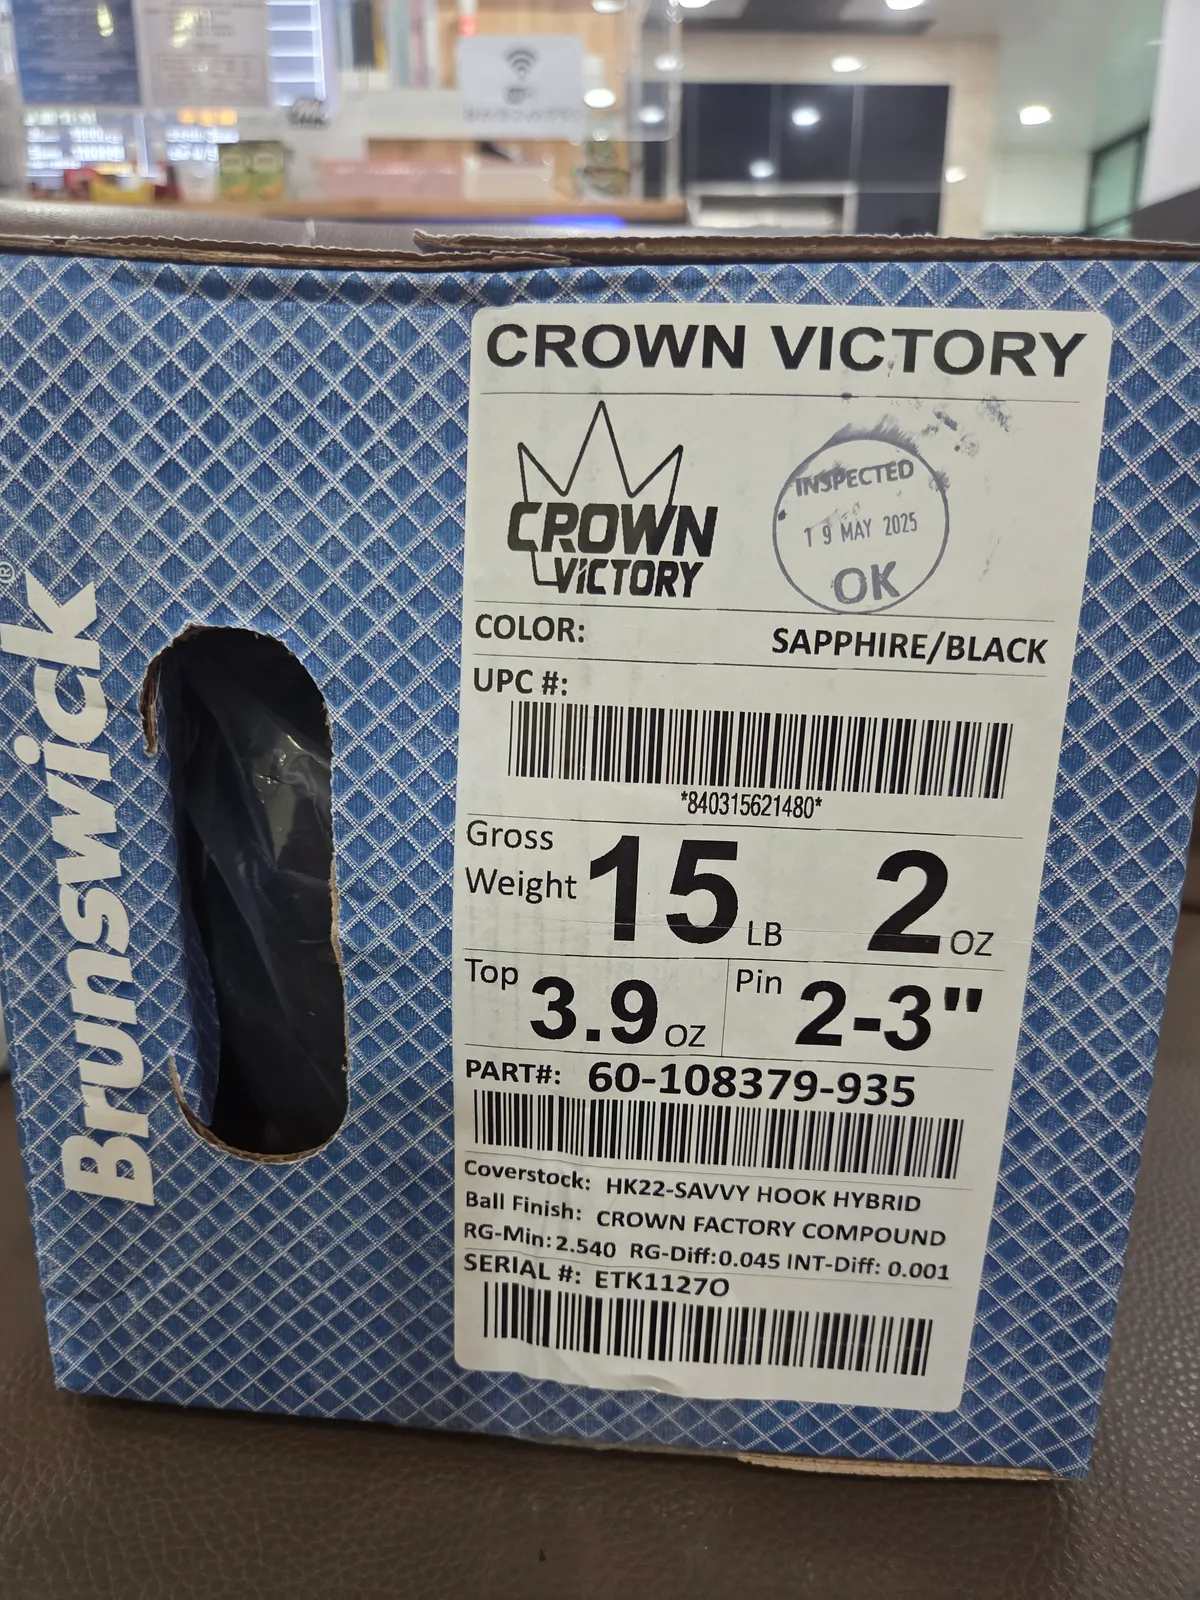 Brunswick®
CROWN VICTORY
CROWN
VICTORY
INSPECTED
19 MAY 2025
OK
COLOR: SAPPHIRE/BLACK
UPC #:
*840315621480*
Gross
Weight 15 LB 2 OZ
Top 3.9 OZ Pin 2-3"
PART#: 60-108379-935
Coverstock: HK22-SAVVY HOOK HYBRID
Ball Finish: CROWN FACTORY COMPOUND
RG-Min: 2.540 RG-Diff: 0.045 INT-Diff: 0.001
SERIAL #: ETK1127O